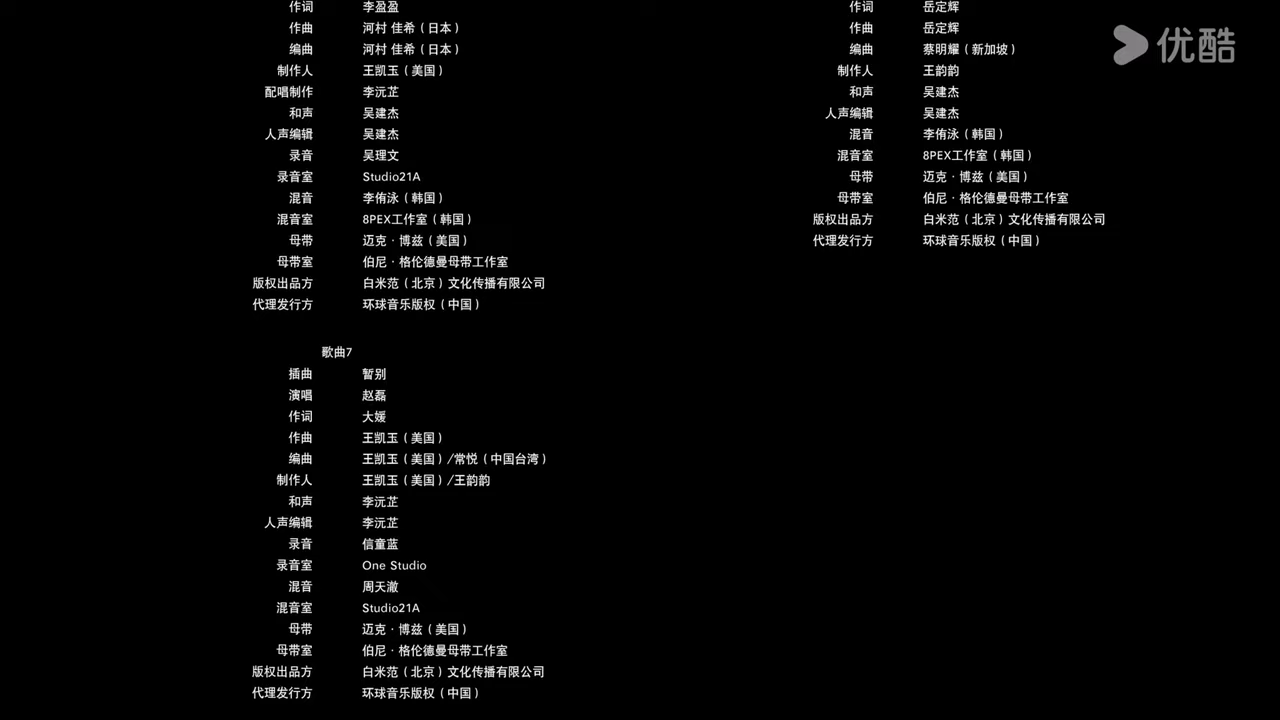 作词 李盈盈
作曲 河村 佳希（日本）
编曲 河村 佳希（日本）
制作人 王凯玉（美国）
配唱制作 李沅芷
和声 吴建杰
人声编辑 吴建杰
录音 吴理文
录音室 Studio21A
混音 李侑泳（韩国）
混音室 8PEX工作室（韩国）
母带 迈克·博兹（美国）
母带室 伯尼·格伦德曼母带工作室
版权出品方 白米范（北京）文化传播有限公司
代理发行方 环球音乐版权（中国）
歌曲7
插曲 暂别
演唱 赵磊
作词 大媛
作曲 王凯玉（美国）
编曲 王凯玉（美国）/常悦（中国台湾）
制作人 王凯玉（美国）/王韵韵
和声 李沅芷
人声编辑 李沅芷
录音 信童蓝
录音室 One Studio
混音 周天澈
混音室 Studio21A
母带 迈克·博兹（美国）
母带室 伯尼·格伦德曼母带工作室
版权出品方 白米范（北京）文化传播有限公司
代理发行方 环球音乐版权（中国）
作词 岳定辉
作曲 岳定辉
编曲 蔡明耀（新加坡）
制作人 王韵韵
和声 吴建杰
人声编辑 吴建杰
混音 李侑泳（韩国）
混音室 8PEX工作室（韩国）
母带 迈克·博兹（美国）
母带室 伯尼·格伦德曼母带工作室
版权出品方 白米范（北京）文化传播有限公司
代理发行方 环球音乐版权（中国）
优酷